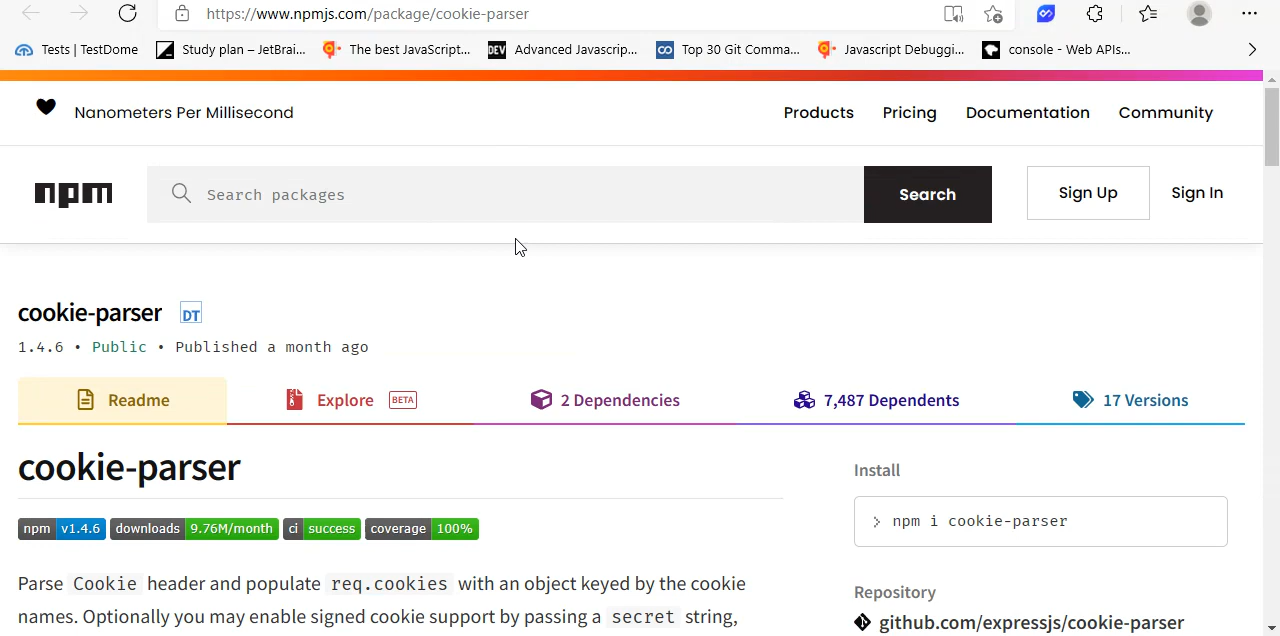 https://www.npmjs.com/package/cookie-parser
Tests | TestDome
Study plan – JetBrai...
The best JavaScript...
DEV
Advanced Javascrip...
Top 30 Git Comma...
Javascript Debuggi...
console - Web APIs...
Nanometers Per Millisecond
Products
Pricing
Documentation
Community
npm
Search packages
Search
Sign Up
Sign In
cookie-parser DT
1.4.6 • Public • Published a month ago
Readme
Explore BETA
2 Dependencies
7,487 Dependents
17 Versions
cookie-parser
npm v1.4.6 downloads 9.76M/month ci success coverage 100%
Parse Cookie header and populate req.cookies with an object keyed by the cookie
names. Optionally you may enable signed cookie support by passing a secret string,
Install
> npm i cookie-parser
Repository
github.com/expressjs/cookie-parser